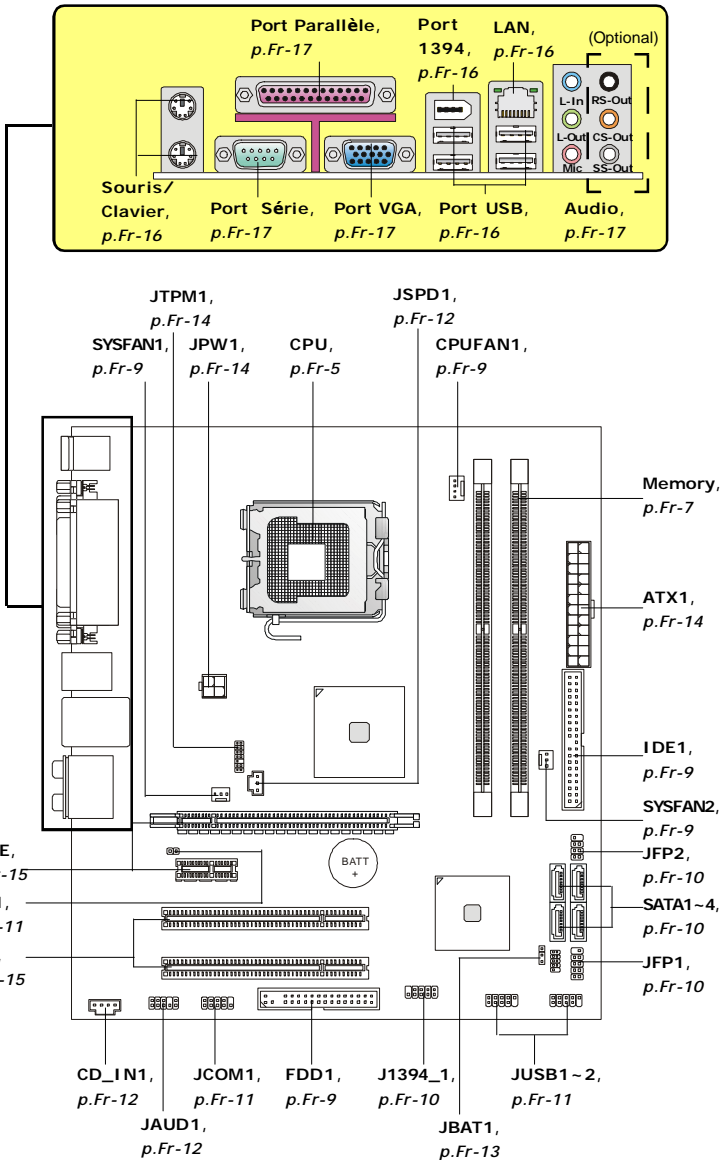 Port Parallèle,
p.Fr-17
Port
1394,
p.Fr-16
LAN,
p.Fr-16
(Optional)
L-In
RS-Out
L-Out
CS-Out
Mic
SS-Out
Souris/
Clavier,
p.Fr-16
Port Série,
p.Fr-17
Port VGA,
p.Fr-17
Port USB,
p.Fr-16
Audio,
p.Fr-17
JTPM1,
p.Fr-14
JSPD1,
p.Fr-12
SYSFAN1,
p.Fr-9
JPW1,
p.Fr-14
CPU,
p.Fr-5
CPUFAN1,
p.Fr-9
Memory,
p.Fr-7
ATX1,
p.Fr-14
IDE1,
p.Fr-9
SYSFAN2,
p.Fr-9
JFP2,
p.Fr-10
SATA1~4,
p.Fr-10
JFP1,
p.Fr-10
BATT
+
E,
r-15
,
-11
,
-15
CD_IN1,
p.Fr-12
JCOM1,
p.Fr-11
FDD1,
p.Fr-9
J1394_1,
p.Fr-10
JUSB1~2,
p.Fr-11
JAUD1,
p.Fr-12
JBAT1,
p.Fr-13